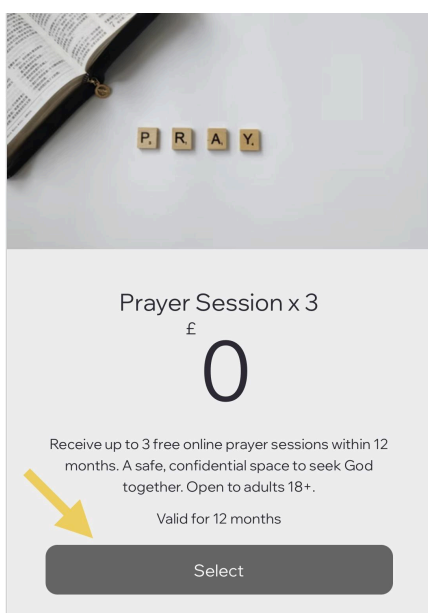 P R A Y
Prayer Session x 3
£
0
Receive up to 3 free online prayer sessions within 12
months. A safe, confidential space to seek God
together. Open to adults 18+.
Valid for 12 months
Select